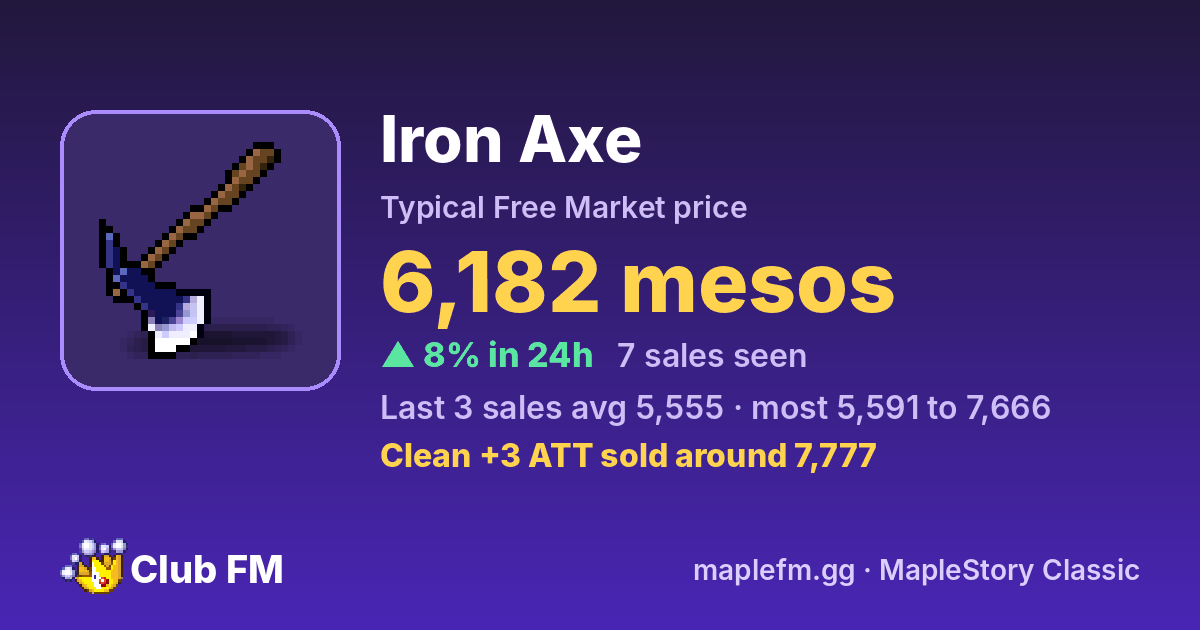 Iron Axe
Typical Free Market price
6,182 mesos
▲ 8% in 24h 7 sales seen
Last 3 sales avg 5,555 · most 5,591 to 7,666
Clean +3 ATT sold around 7,777
Club FM
maplefm.gg · MapleStory Classic